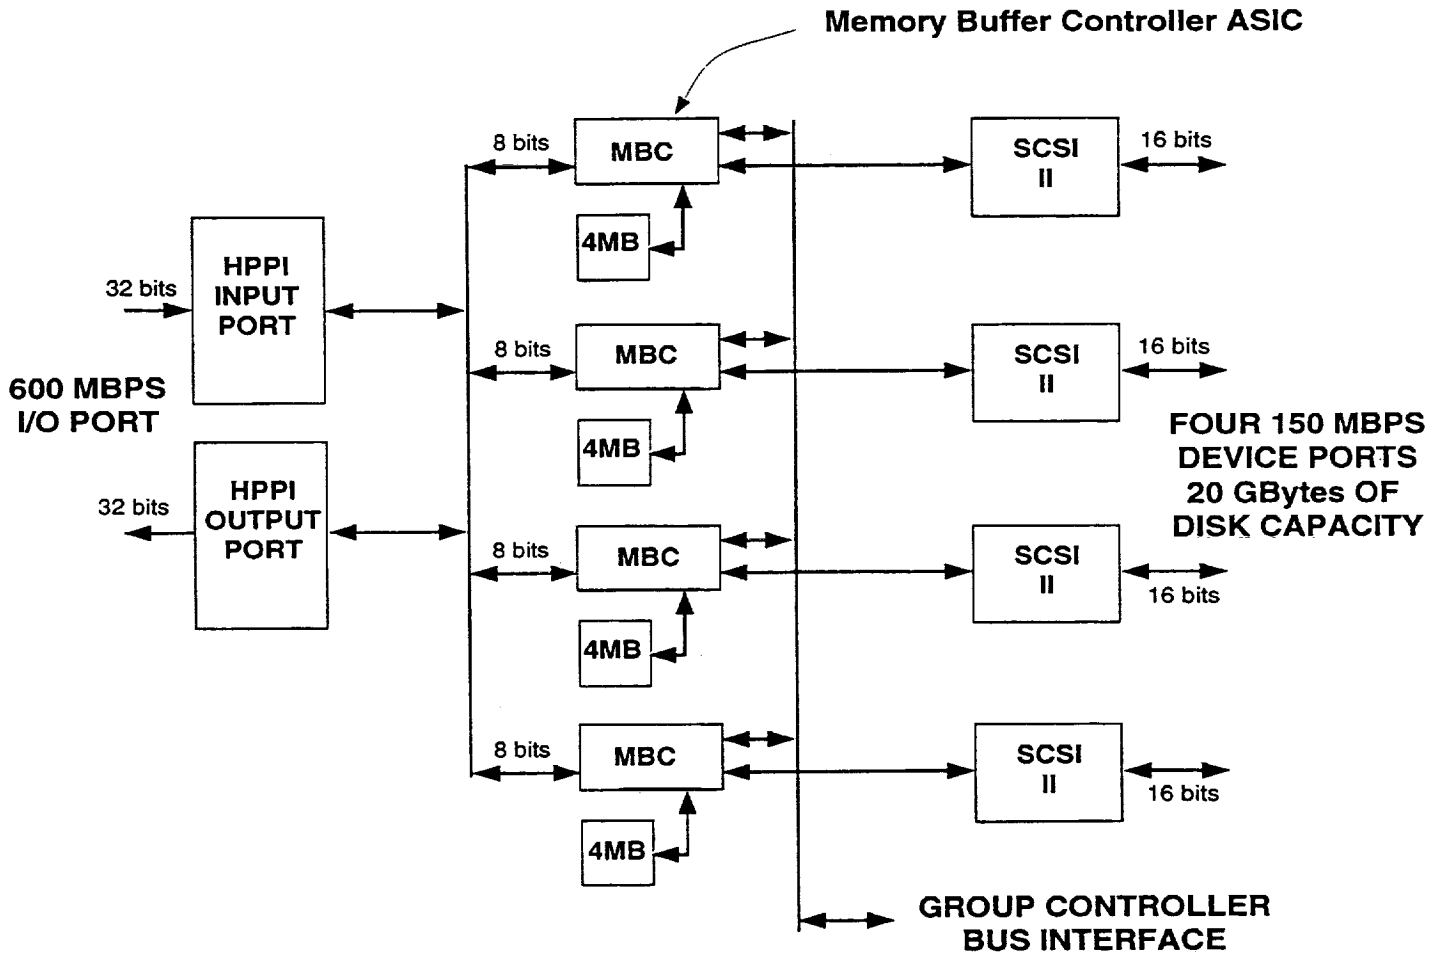 Memory Buffer Controller ASIC
8 bits
MBC
SCSI
II
16 bits
4MB
32 bits
HPPI
INPUT
PORT
8 bits
MBC
SCSI
II
16 bits
600 MBPS
I/O PORT
4MB
FOUR 150 MBPS
DEVICE PORTS
20 GBytes OF
DISK CAPACITY
32 bits
HPPI
OUTPUT
PORT
8 bits
MBC
SCSI
II
16 bits
4MB
8 bits
MBC
SCSI
II
16 bits
4MB
GROUP CONTROLLER
BUS INTERFACE